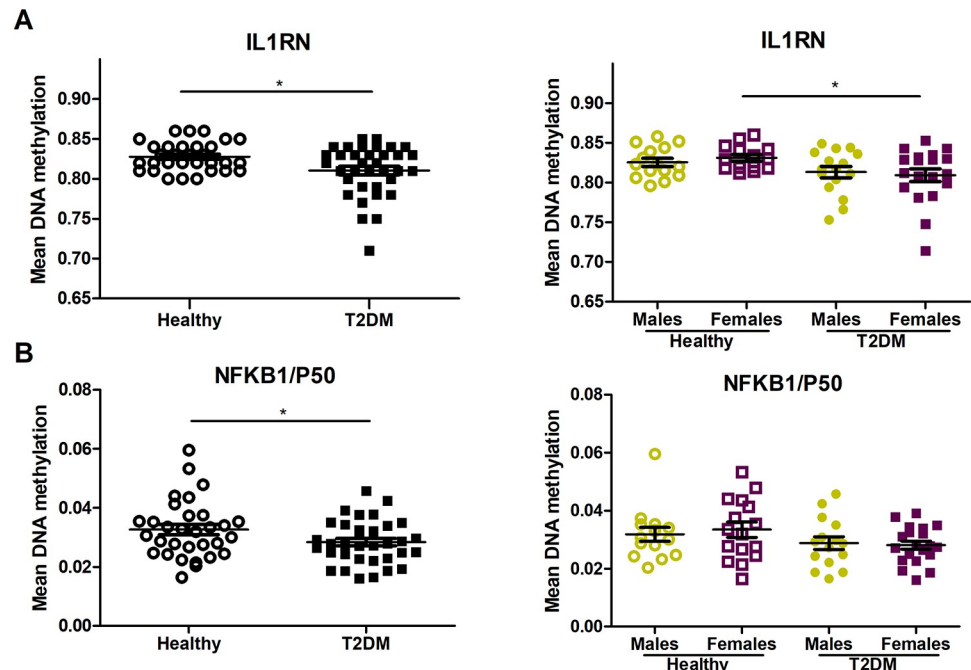 A
IL1RN
*
Mean DNA methylation
0.90
0.85
0.80
0.75
0.70
0.65
Healthy T2DM
IL1RN
*
Mean DNA methylation
0.90
0.85
0.80
0.75
0.70
0.65
Males Females Males Females
Healthy T2DM
B
NFKB1/P50
*
Mean DNA methylation
0.08
0.06
0.04
0.02
0.00
Healthy T2DM
NFKB1/P50
Mean DNA methylation
0.08
0.06
0.04
0.02
0.00
Males Females Males Females
Healthy T2DM